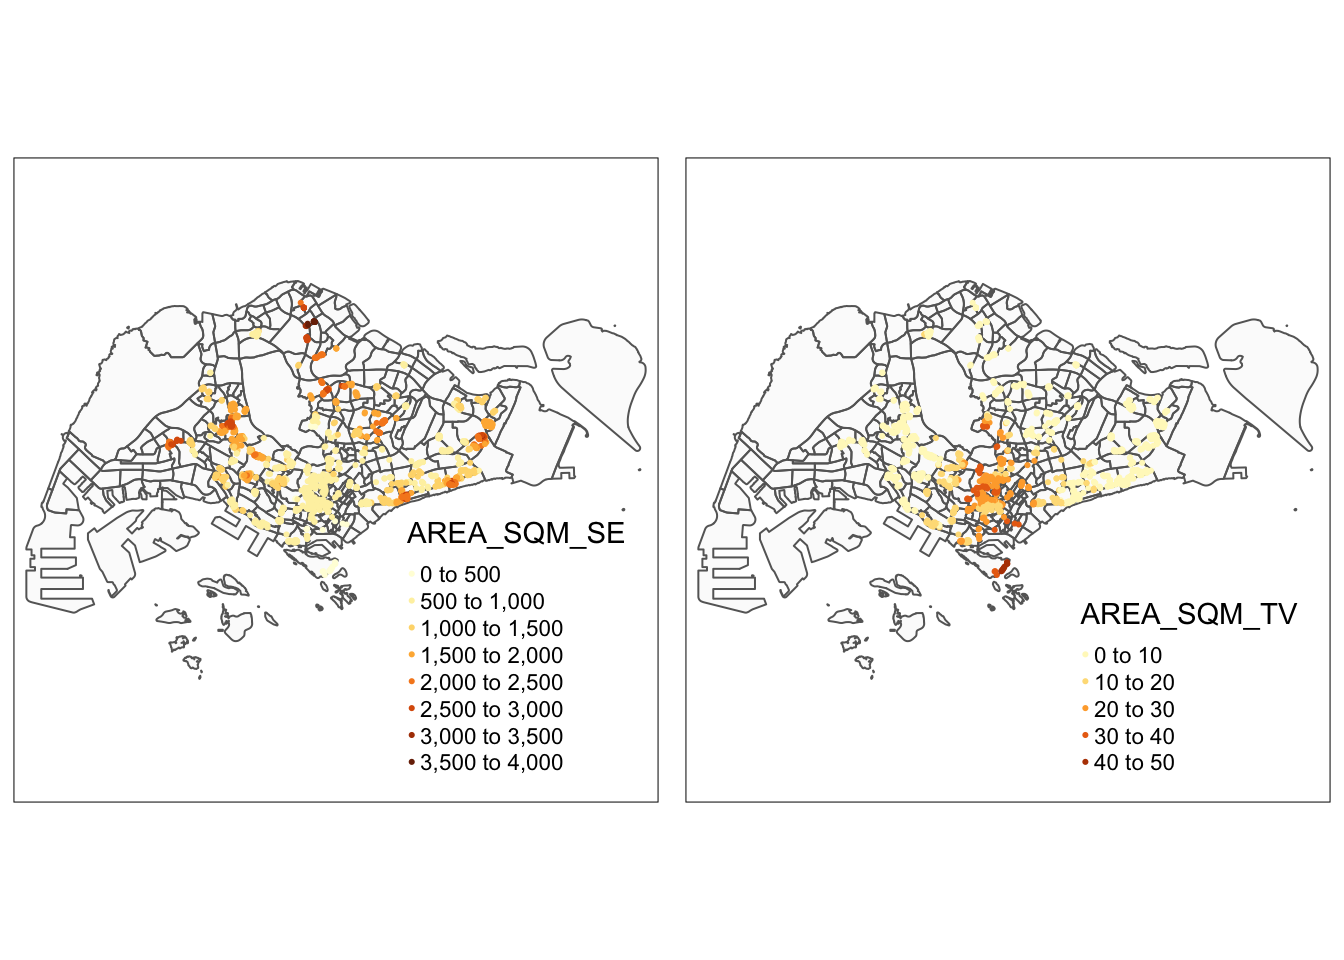 AREA_SQM_SE
0 to 500
500 to 1,000
1,000 to 1,500
1,500 to 2,000
2,000 to 2,500
2,500 to 3,000
3,000 to 3,500
3,500 to 4,000
AREA_SQM_TV
0 to 10
10 to 20
20 to 30
30 to 40
40 to 50